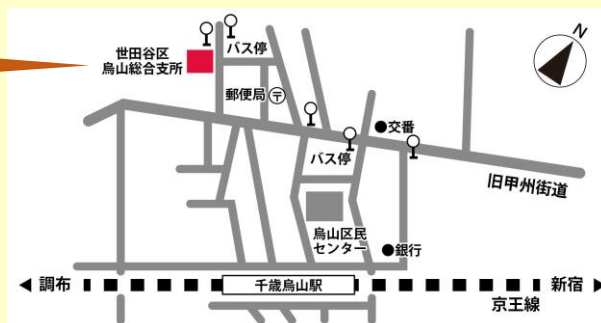 N
世田谷区
烏山総合支所
バス停
郵便局 〒
●交番
バス停
旧甲州街道
烏山区民
センター
●銀行
◀ 調布
千歳烏山駅
新宿 ▶
京王線